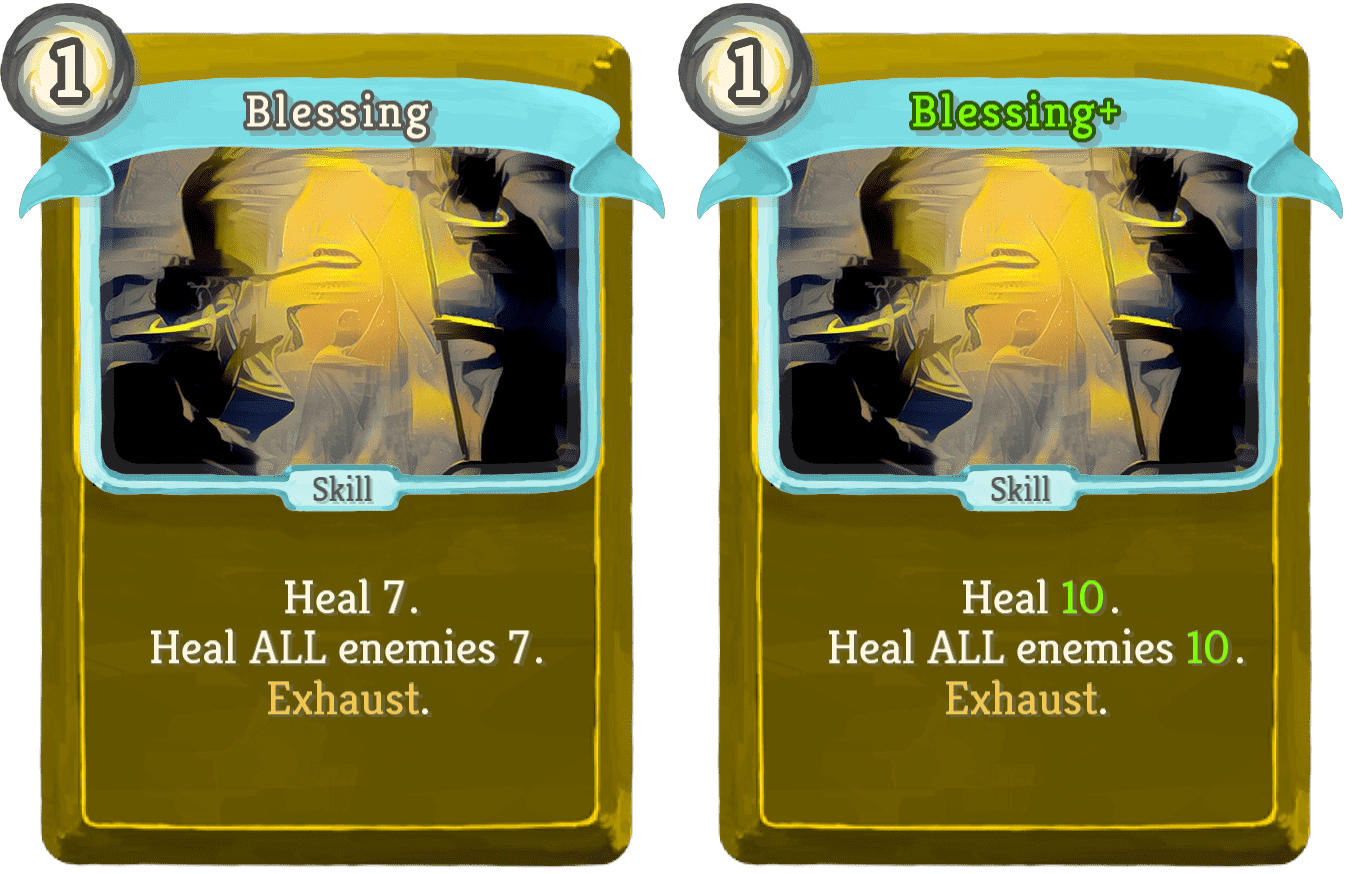 1
Blessing
Skill
Heal 7.
Heal ALL enemies 7.
Exhaust.
1
Blessing+
Skill
Heal 10.
Heal ALL enemies 10.
Exhaust.